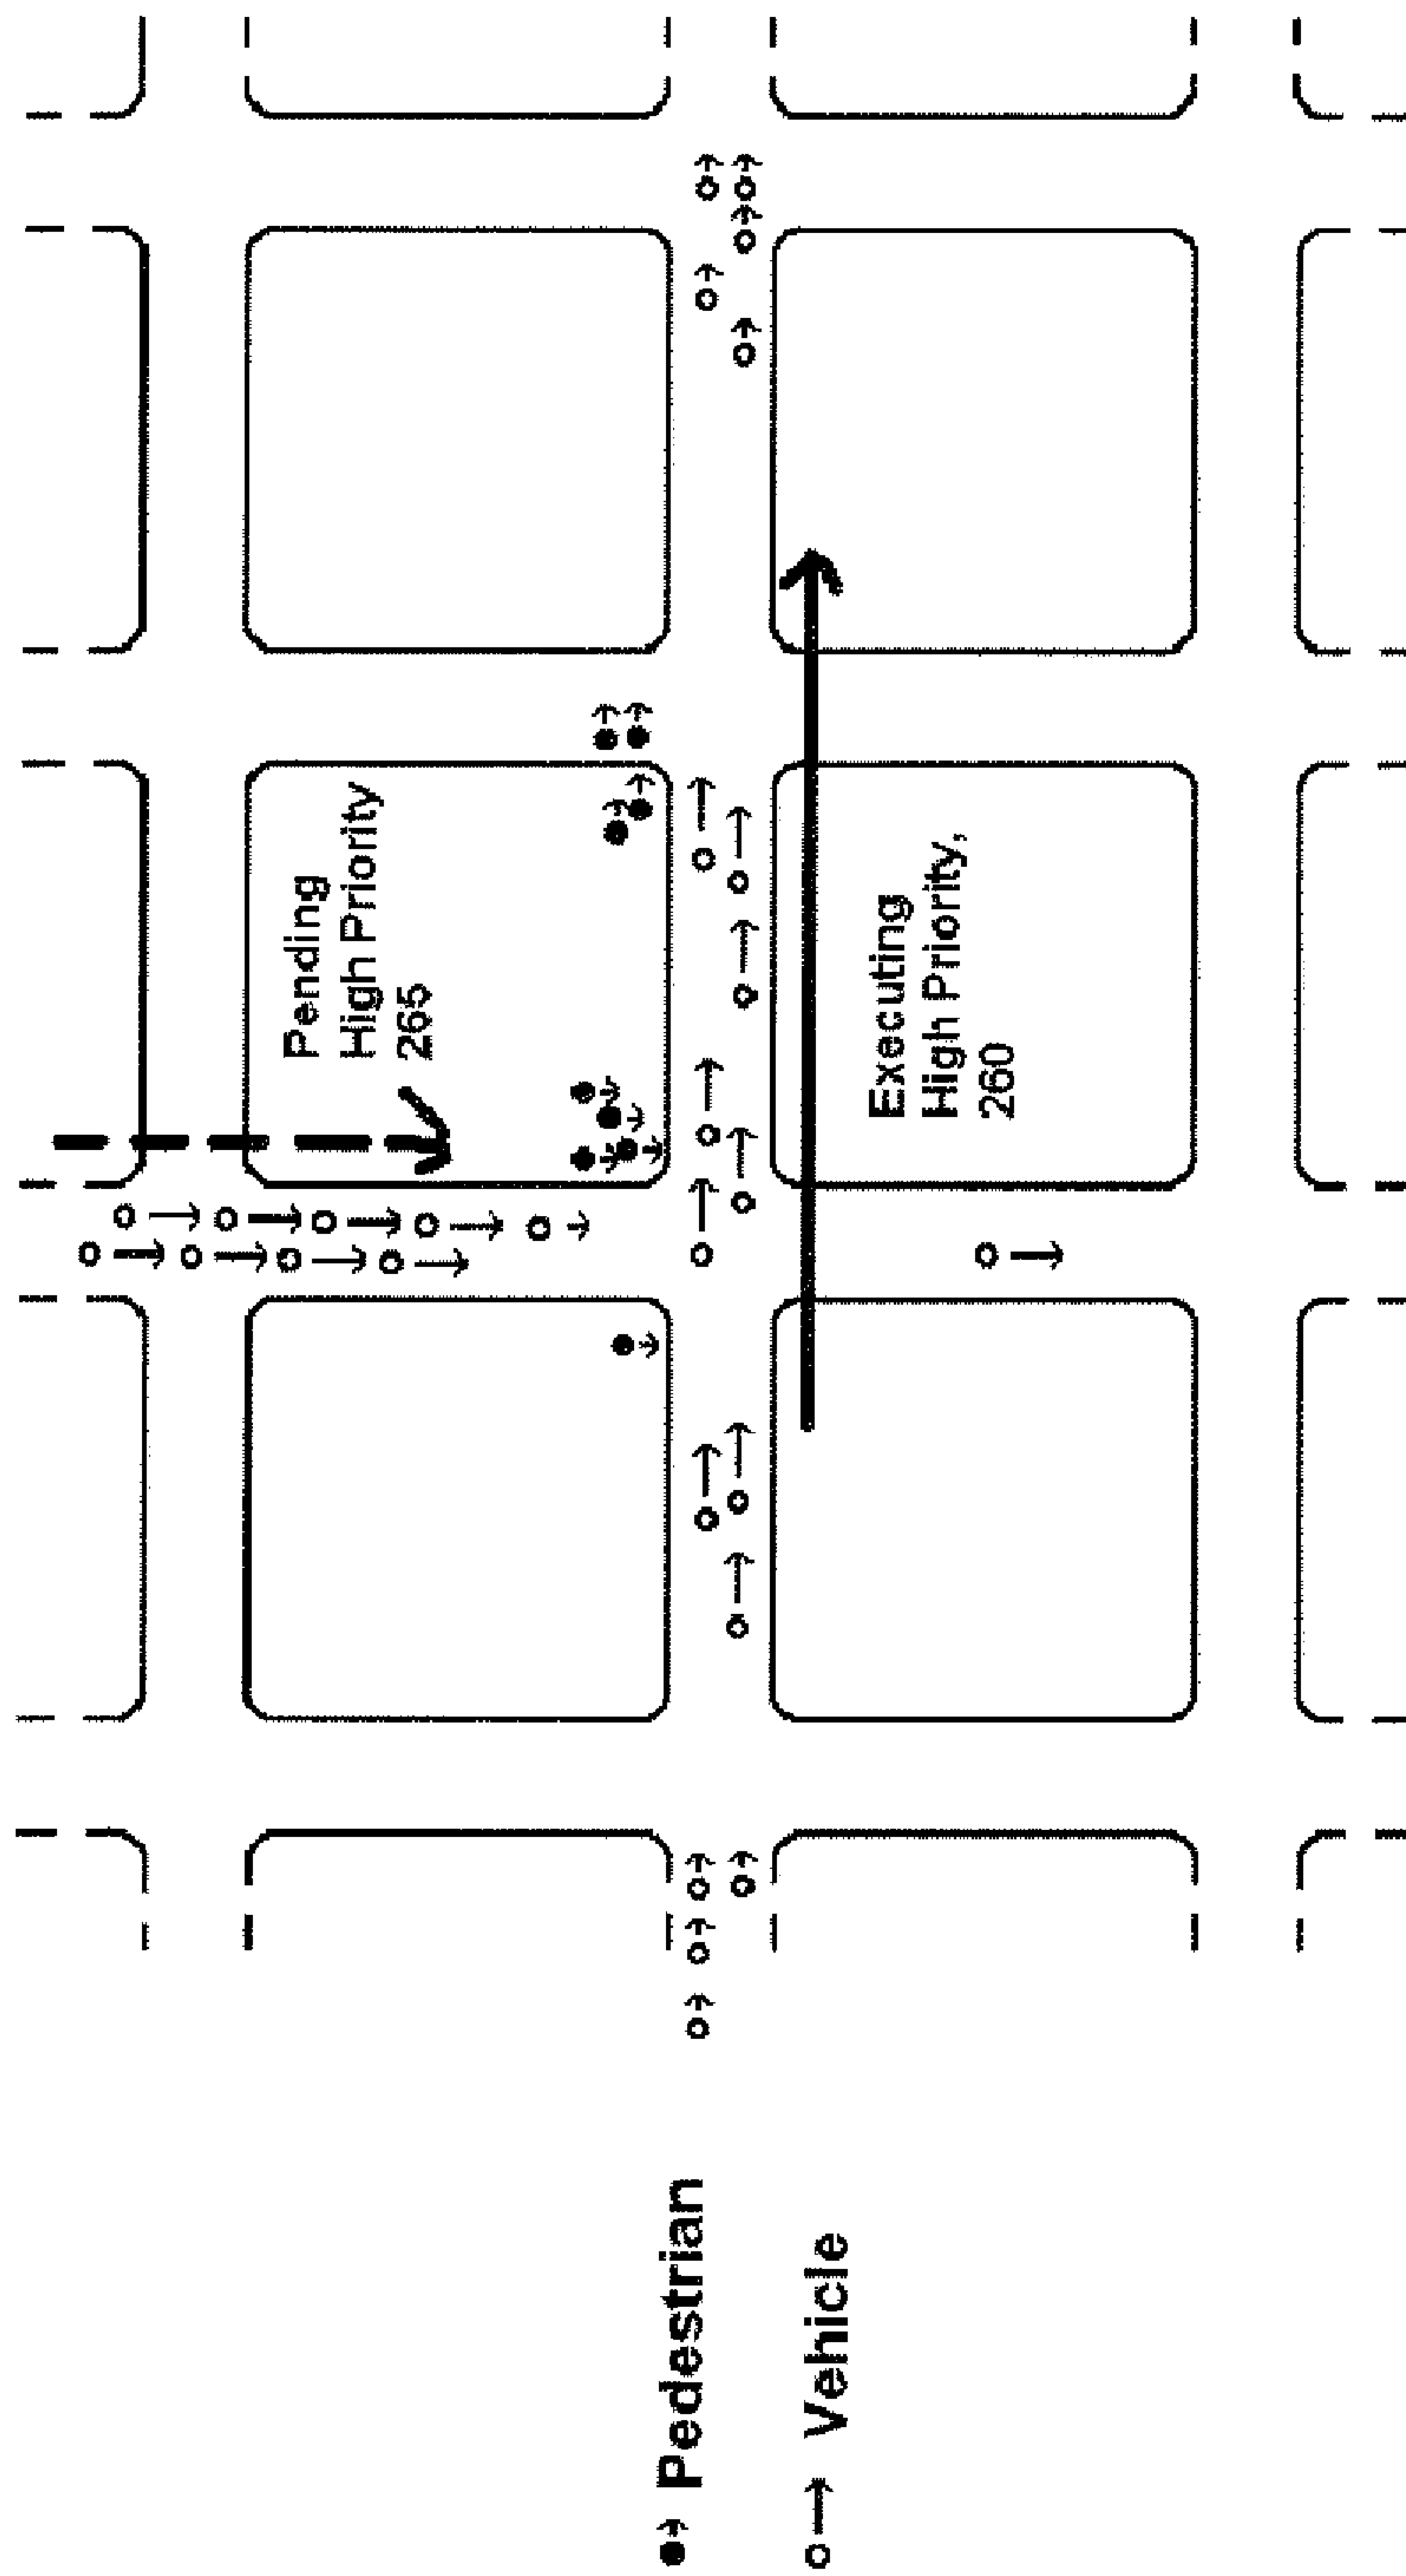 Pending
High Priority
265
Executing
High Priority,
260
Pedestrian
Vehicle